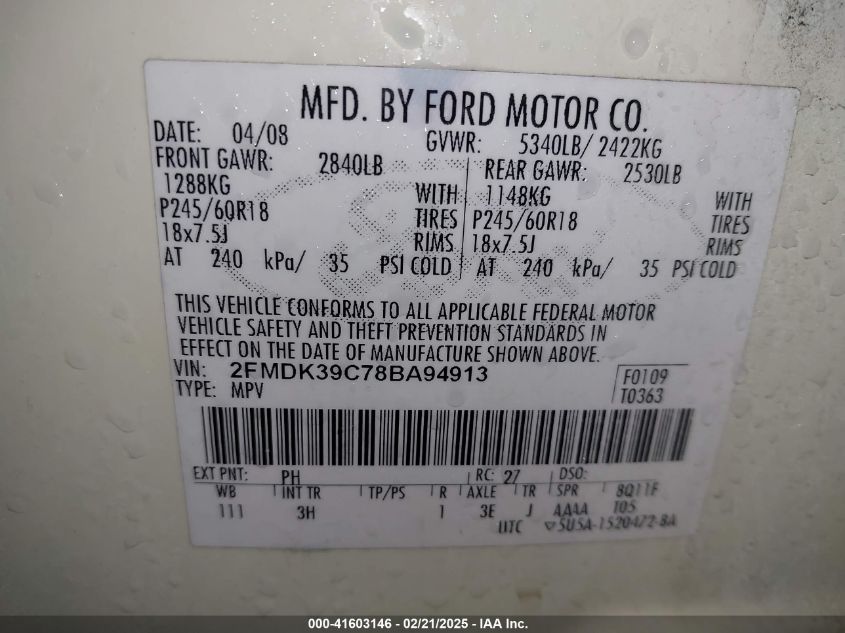 MFD. BY FORD MOTOR CO.
DATE: 04/08 GVWR: 5340LB/ 2422KG
FRONT GAWR: 2840LB REAR GAWR: 2530LB
1288KG WITH 1148KG WITH
P245/60R18 TIRES P245/60R18 TIRES
18x7.5J RIMS 18x7.5J RIMS
AT 240 kPa/ 35 PSI COLD AT 240 kPa/ 35 PSI COLD
THIS VEHICLE CONFORMS TO ALL APPLICABLE FEDERAL MOTOR
VEHICLE SAFETY AND THEFT PREVENTION STANDARDS IN
EFFECT ON THE DATE OF MANUFACTURE SHOWN ABOVE.
VIN: 2FMDK39C78BA94913 F0109
TYPE: MPV T0363
EXT PNT: PH RC: 27 DSO:
WB INT TR TP/PS R AXLE TR SPR 8Q11F
111 3H 1 3E J AAAA T05
UTC 5U5A-1520472-BA
000-41603146 - 02/21/2025 - IAA Inc.